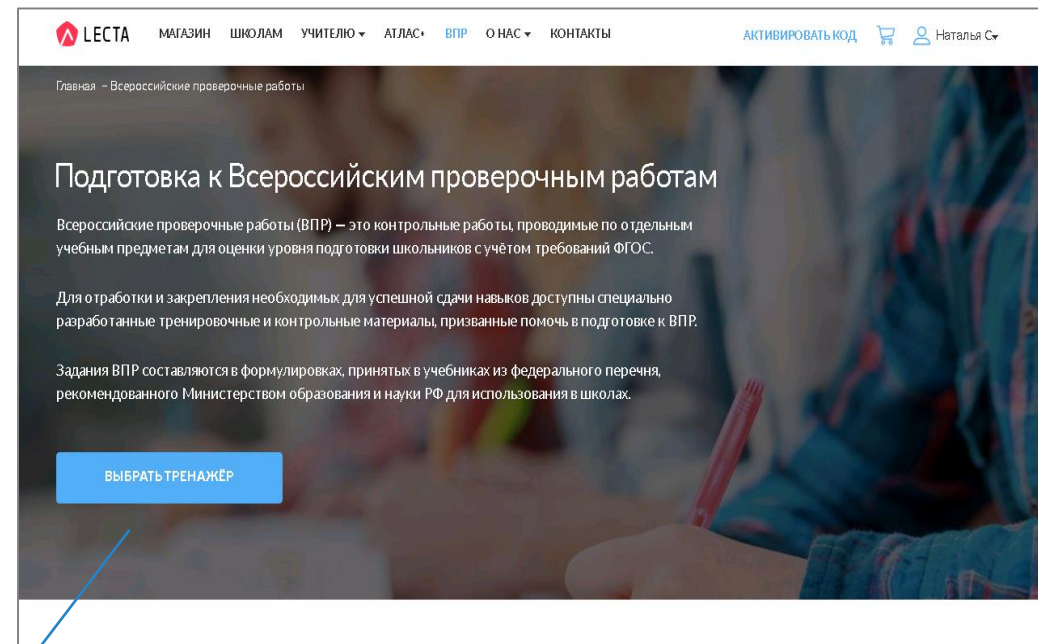 LECTA МАГАЗИН ШКОЛАМ УЧИТЕЛЮ АТЛАС+ ВПР О НАС КОНТАКТЫ АКТИВИРОВАТЬ КОД Наталья С
Главная – Всероссийские проверочные работы
Подготовка к Всероссийским проверочным работам
Всероссийские проверочные работы (ВПР) – это контрольные работы, проводимые по отдельным
учебным предметам для оценки уровня подготовки школьников с учётом требований ФГОС.
Для отработки и закрепления необходимых для успешной сдачи навыков доступны специально
разработанные тренировочные и контрольные материалы, призванные помочь в подготовке к ВПР.
Задания ВПР составляются в формулировках, принятых в учебниках из федерального перечня,
рекомендованного Министерством образования и науки РФ для использования в школах.
ВЫБРАТЬ ТРЕНАЖЁР